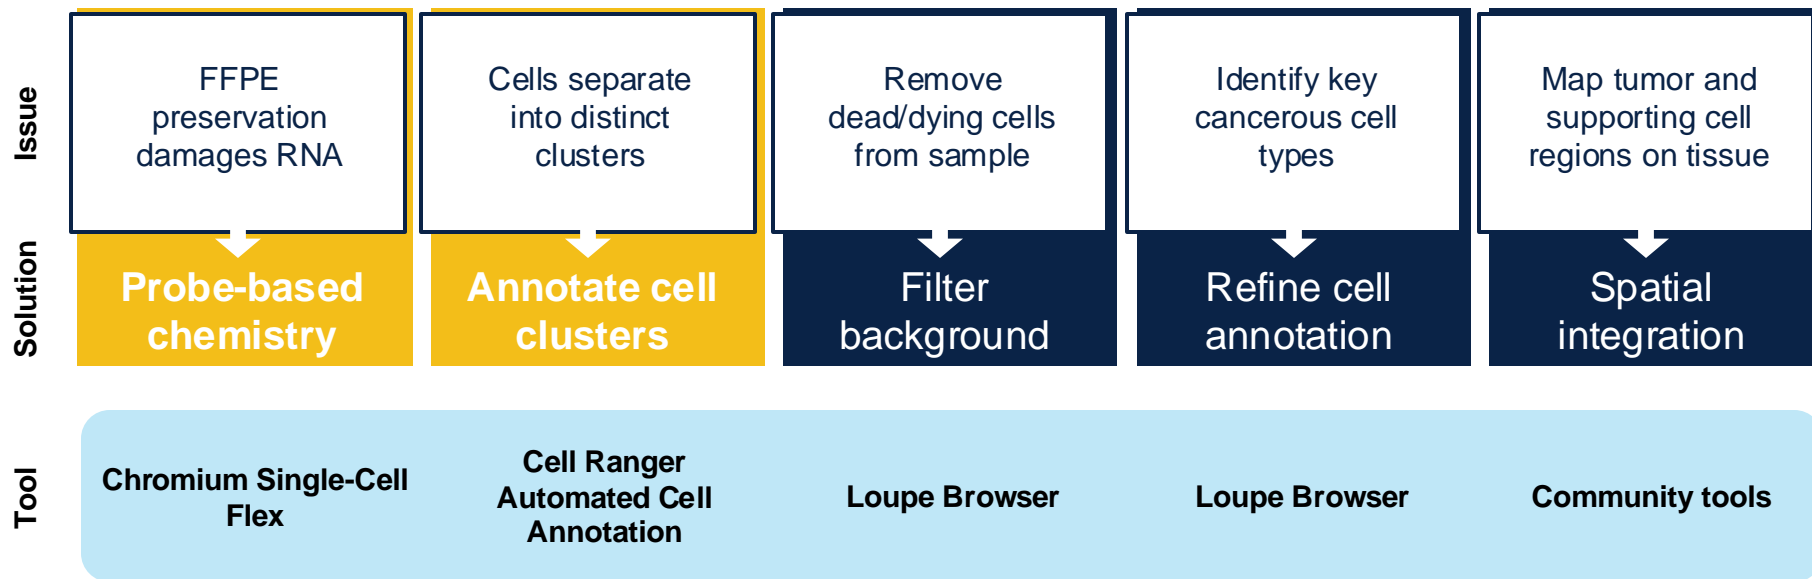 Issue
FFPE
preservation
damages RNA
Cells separate
into distinct
clusters
Remove
dead/dying cells
from sample
Identify key
cancerous cell
types
Map tumor and
supporting cell
regions on tissue
Solution
Probe-based
chemistry
Annotate cell
clusters
Filter
background
Refine cell
annotation
Spatial
integration
Tool
Chromium Single-Cell
Flex
Cell Ranger
Automated Cell
Annotation
Loupe Browser
Loupe Browser
Community tools